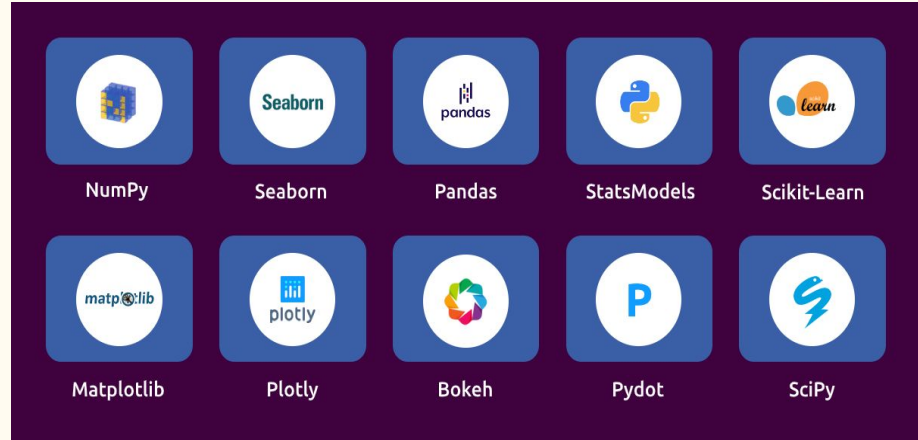 Seaborn
pandas
learn
NumPy Seaborn Pandas StatsModels Scikit-Learn
matplotlib
plotly
P
Matplotlib Plotly Bokeh Pydot SciPy